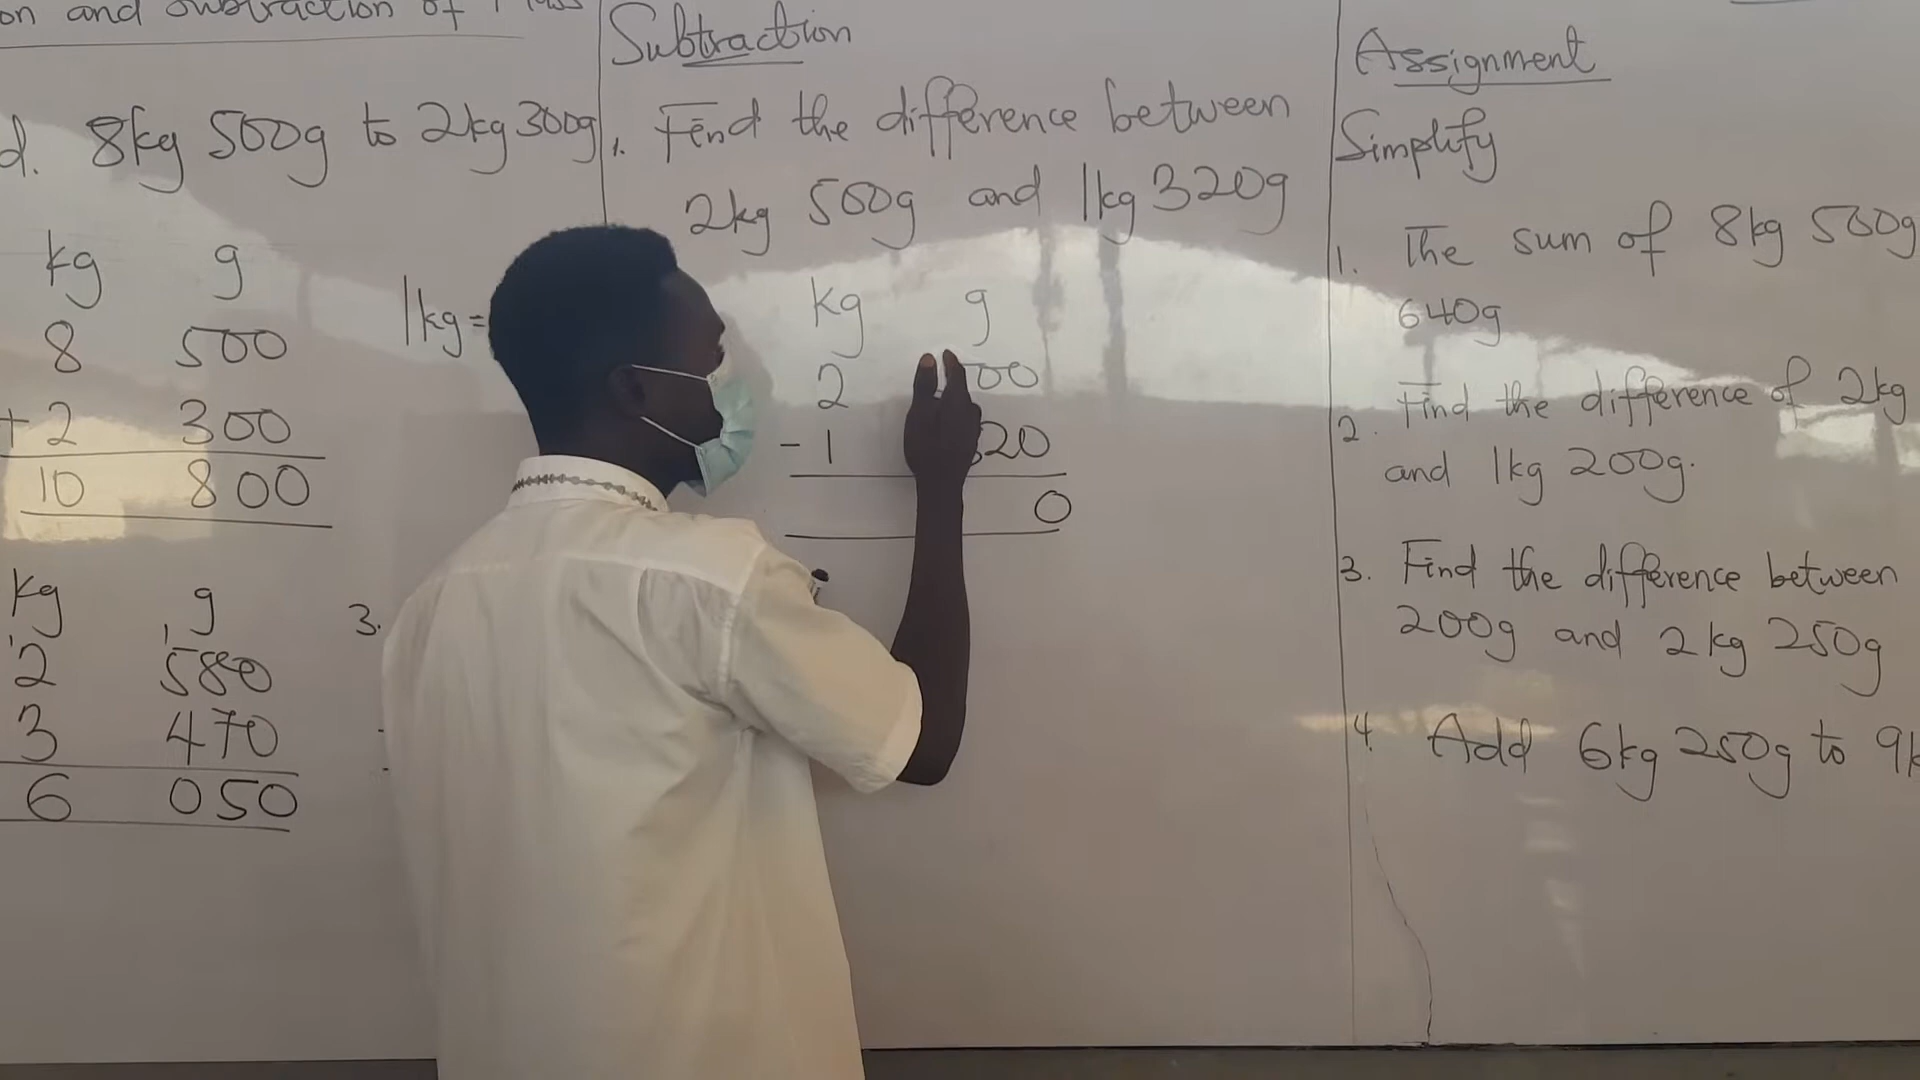 on and Subtraction of Mass
d. 8kg 500g to 2kg 300g
kg g
8 500
+ 2 300
10 800
kg g
2 580
3 470
6 050
1kg =
3.
Subtraction
1. Find the difference between
2kg 500g and 1kg 320g
kg g
2 00
- 1 20
0
Assignment
Simplify
1. The sum of 8kg 500g
640g
2. Find the difference of 2kg
and 1kg 200g.
3. Find the difference between
200g and 2kg 250g
4. Add 6kg 250g to 9k